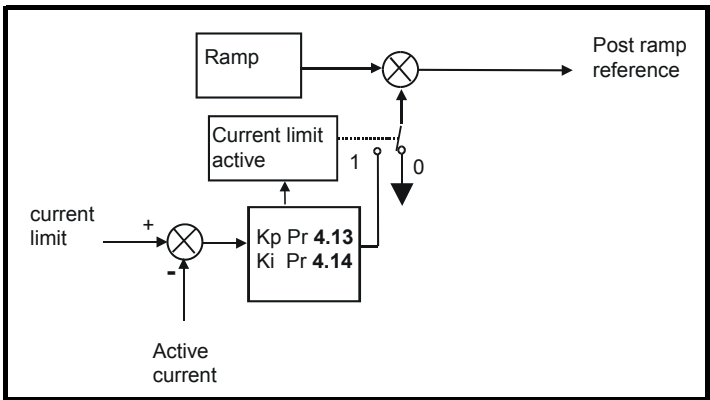 Ramp
Post ramp
reference
Current limit
active
1
0
current
limit
+
-
Kp Pr 4.13
Ki Pr 4.14
Active
current